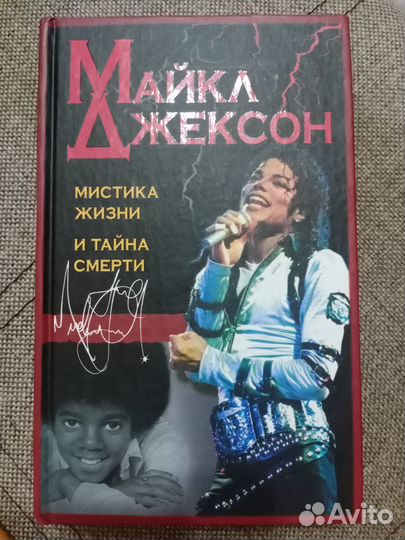 МАЙКЛ
ДЖЕКСОН
МИСТИКА
ЖИЗНИ
И ТАЙНА
СМЕРТИ
Avito